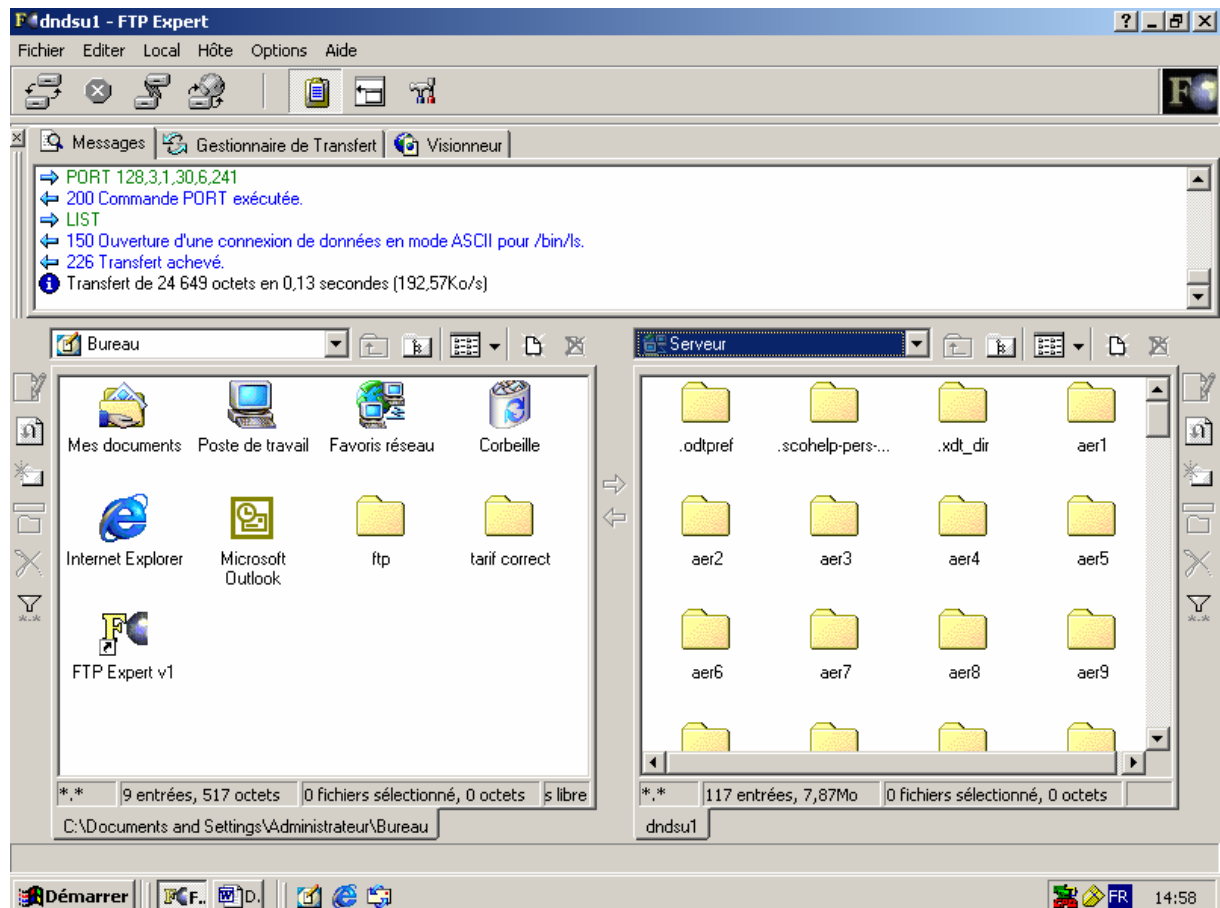 dndsu1 - FTP Expert
Fichier Editer Local Hôte Options Aide
Messages Gestionnaire de Transfert Visionneur
PORT 128,3,1,30,6,241
200 Commande PORT exécutée.
LIST
150 Ouverture d'une connexion de données en mode ASCII pour /bin/ls.
226 Transfert achevé.
Transfert de 24 649 octets en 0,13 secondes (192,57Ko/s)
Bureau
Mes documents Poste de travail Favoris réseau Corbeille
Internet Explorer Microsoft Outlook ftp tarif correct
FTP Expert v1
*.* 9 entrées, 517 octets 0 fichiers sélectionné, 0 octets s libre
C:\Documents and Settings\Administrateur\Bureau
Serveur
.odtpref .scohelp-pers-... .xdt_dir aer1
aer2 aer3 aer4 aer5
aer6 aer7 aer8 aer9
*.* 117 entrées, 7,87Mo 0 fichiers sélectionné, 0 octets
dndsu1
Démarrer F.. D. FR 14:58